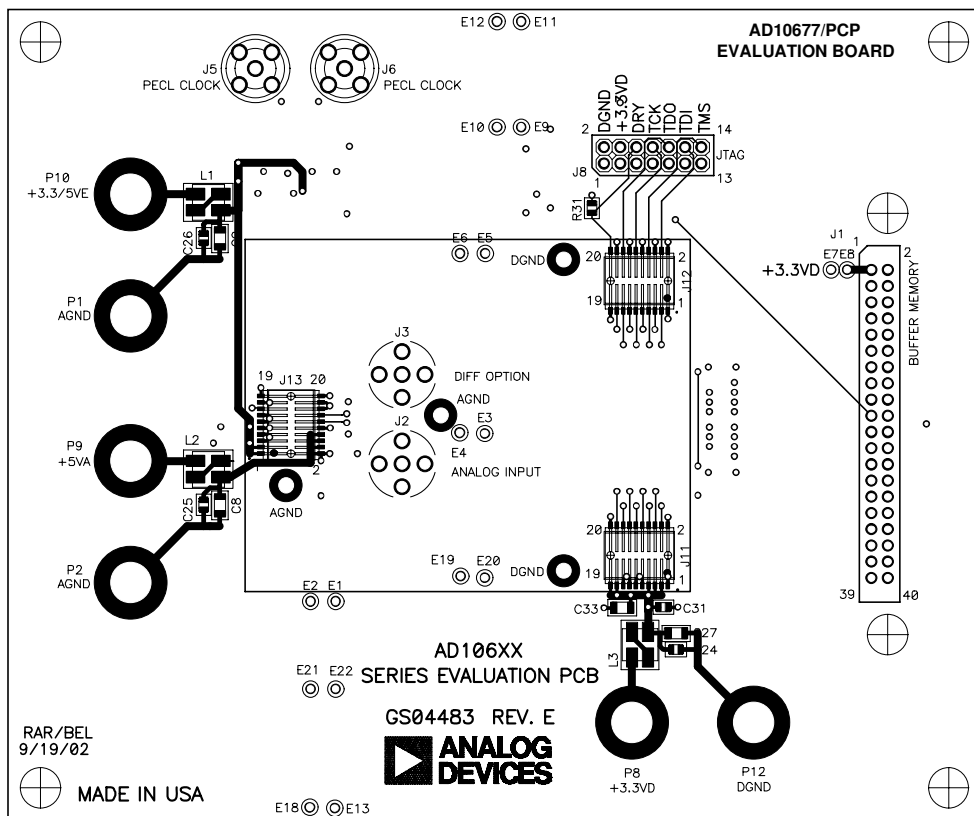 E12 E11
AD10677/PCP
EVALUATION BOARD
J5 J6
PECL CLOCK PECL CLOCK
E10 E9
DGND
+3.3VD
DRY
TCK
TDO
TDI
TMS
2 14
JTAG
J8
1 13
P10
+3.3/5VE
L1
R31
C26
P1
AGND
E6 E5
DGND
20 2
J12
19 1
J1
1 2
E7 E8
+3.3VD
BUFFER MEMORY
J3
DIFF OPTION
19 J13 20
1 2
AGND
J2
E3
E4
ANALOG INPUT
P9
+5VA
L2
C25 C8
AGND
P2
AGND
20 2
J11
19 1
E19 E20
DGND
E2 E1
C33 C31
39 40
27
24
L3
AD106XX
SERIES EVALUATION PCB
E21 E22
GS04483 REV. E
RAR/BEL
9/19/02
ANALOG
DEVICES
P8
+3.3VD
P12
DGND
MADE IN USA
E18 E13